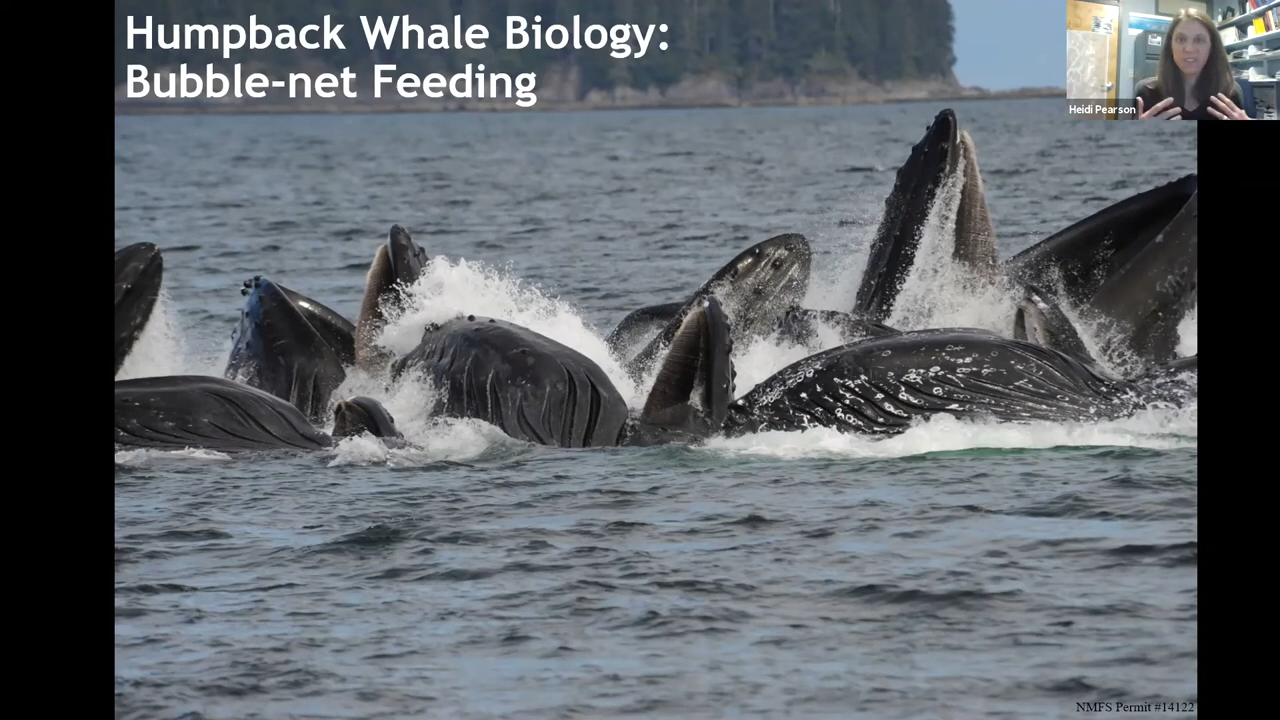 Humpback Whale Biology:
Bubble-net Feeding
Heidi Pearson
NMFS Permit #14122